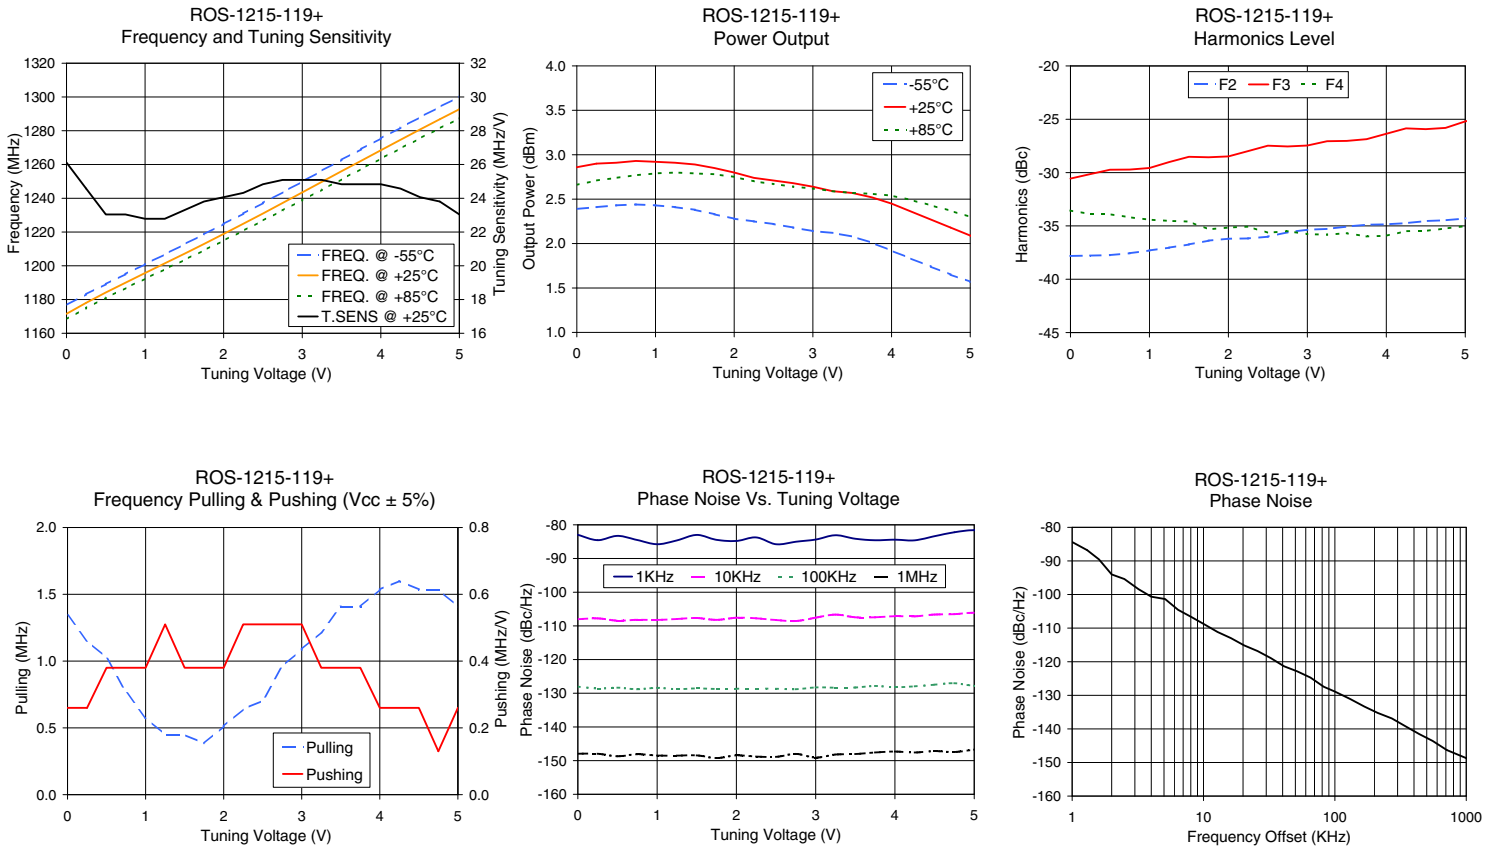 ROS-1215-119+
Frequency and Tuning Sensitivity
1320
1300
1280
1260
1240
1220
1200
1180
1160
Frequency (MHz)
32
30
28
26
24
22
20
18
16
Tuning Sensitivity (MHz/V)
FREQ. @ -55°C
FREQ. @ +25°C
FREQ. @ +85°C
T.SENS @ +25°C
0 1 2 3 4 5
Tuning Voltage (V)
ROS-1215-119+
Power Output
4.0
3.5
3.0
2.5
2.0
1.5
1.0
Output Power (dBm)
-55°C
+25°C
+85°C
0 1 2 3 4 5
Tuning Voltage (V)
ROS-1215-119+
Harmonics Level
-20
-25
-30
-35
-40
-45
Harmonics (dBc)
F2 F3 F4
0 1 2 3 4 5
Tuning Voltage (V)
ROS-1215-119+
Frequency Pulling & Pushing (Vcc ± 5%)
2.0
1.5
1.0
0.5
0.0
Pulling (MHz)
0.8
0.6
0.4
0.2
0.0
Pushing (MHz/V)
Pulling
Pushing
0 1 2 3 4 5
Tuning Voltage (V)
ROS-1215-119+
Phase Noise Vs. Tuning Voltage
-80
-90
-100
-110
-120
-130
-140
-150
-160
Phase Noise (dBc/Hz)
1KHz 10KHz 100KHz 1MHz
0 1 2 3 4 5
Tuning Voltage (V)
ROS-1215-119+
Phase Noise
-80
-90
-100
-110
-120
-130
-140
-150
-160
Phase Noise (dBc/Hz)
1 10 100 1000
Frequency Offset (KHz)